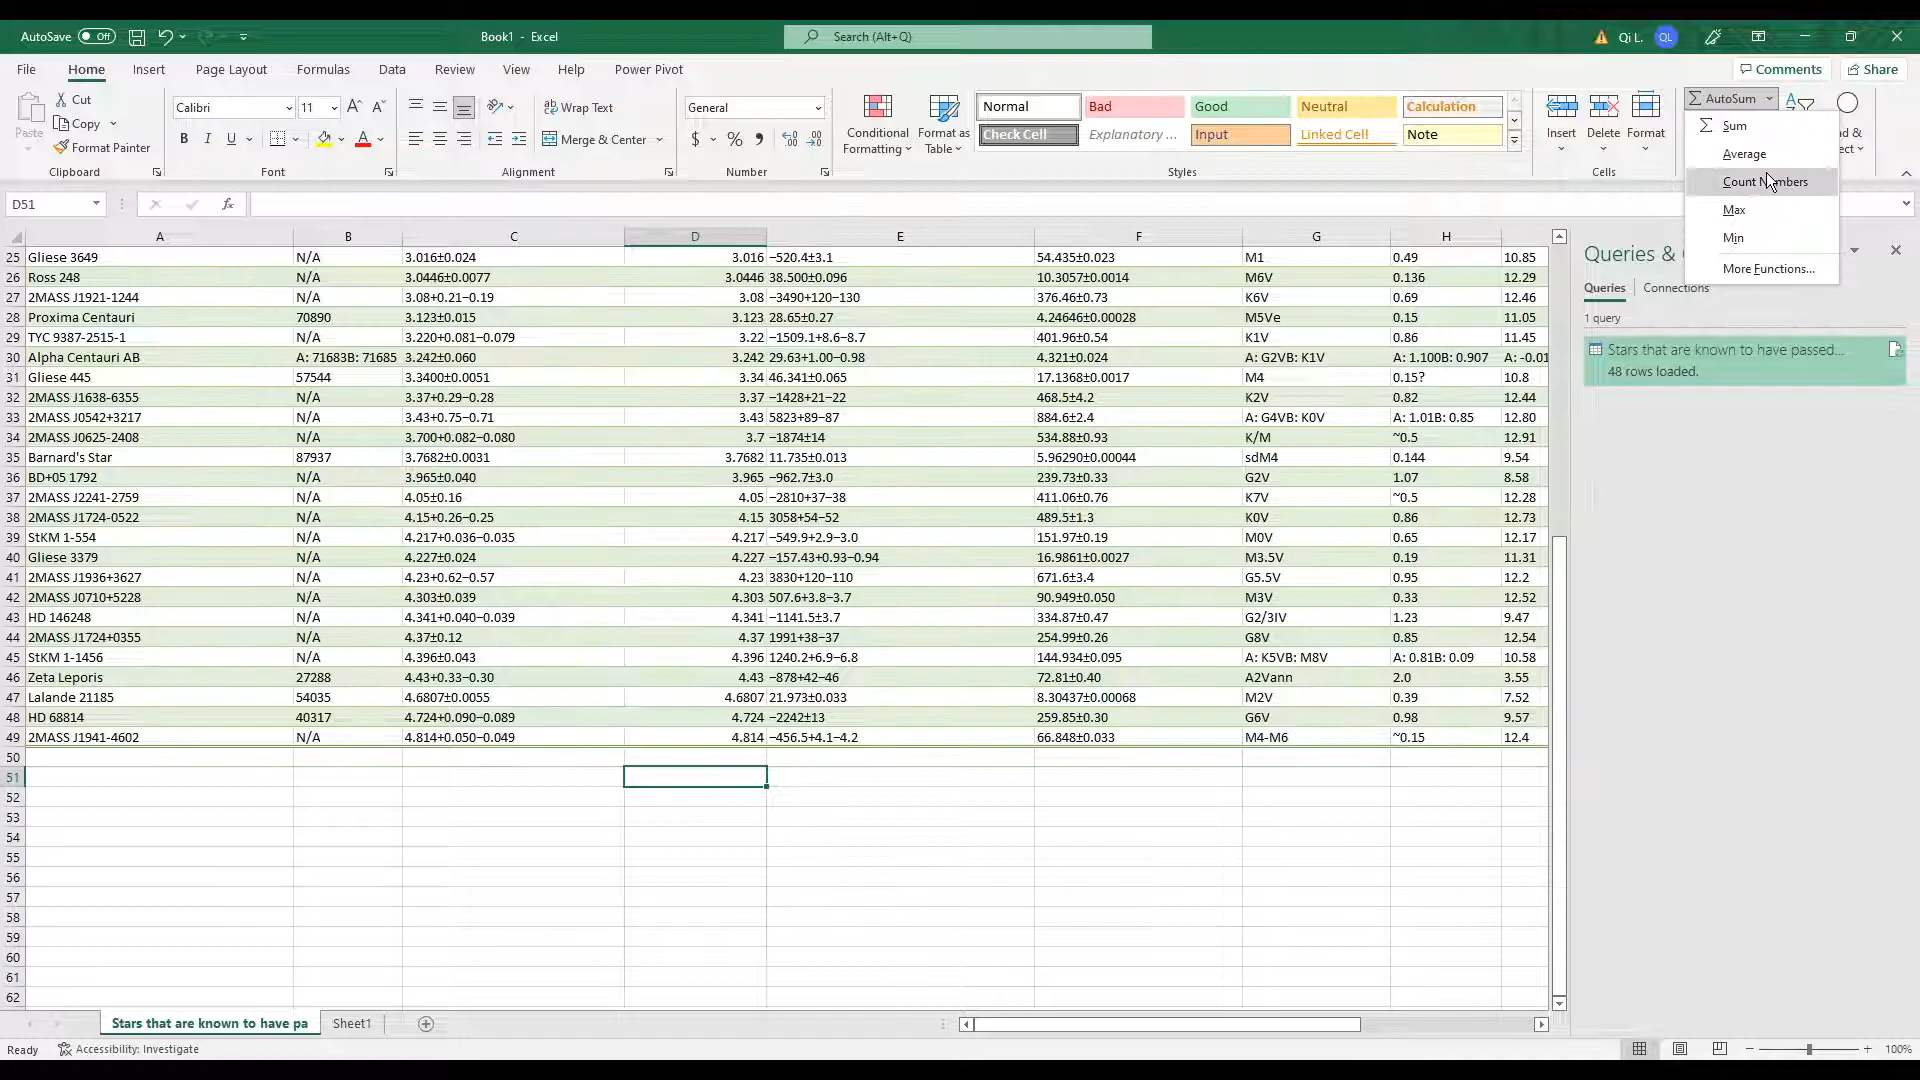 AutoSave Off Book1 - Excel Search (Alt+Q) Qi L. QL
File Home Insert Page Layout Formulas Data Review View Help Power Pivot Comments Share
Paste Cut Copy Format Painter Clipboard
Calibri 11 B I U Font
Wrap Text Merge & Center Alignment
General $ % Number
Conditional Formatting Format as Table
Normal Bad Good Neutral Calculation
Check Cell Explanatory ... Input Linked Cell Note
Styles
Insert Delete Format Cells
AutoSum
Sum
Average
Count Numbers
Max
Min
More Functions...
D51 fx
A B C D E F G H
25 Gliese 3649 N/A 3.016±0.024 3.016 −520.4±3.1 54.435±0.023 M1 0.49 10.85
26 Ross 248 N/A 3.0446±0.0077 3.0446 38.500±0.096 10.3057±0.0014 M6V 0.136 12.29
27 2MASS J1921-1244 N/A 3.08+0.21−0.19 3.08 −3490+120−130 376.46±0.73 K6V 0.69 12.46
28 Proxima Centauri 70890 3.123±0.015 3.123 28.65±0.27 4.24646±0.00028 M5Ve 0.15 11.05
29 TYC 9387-2515-1 N/A 3.220+0.081−0.079 3.22 −1509.1+8.6−8.7 401.96±0.54 K1V 0.86 11.45
30 Alpha Centauri AB A: 71683B: 71685 3.242±0.060 3.242 29.63+1.00−0.98 4.321±0.024 A: G2VB: K1V A: 1.100B: 0.907 A: -0.01
31 Gliese 445 57544 3.3400±0.0051 3.34 46.341±0.065 17.1368±0.0017 M4 0.15? 10.8
32 2MASS J1638-6355 N/A 3.37+0.29−0.28 3.37 −1428+21−22 468.5±4.2 K2V 0.82 12.44
33 2MASS J0542+3217 N/A 3.43+0.75−0.71 3.43 5823+89−87 884.6±2.4 A: G4VB: K0V A: 1.01B: 0.85 12.80
34 2MASS J0625-2408 N/A 3.700+0.082−0.080 3.7 −1874±14 534.88±0.93 K/M ~0.5 12.91
35 Barnard's Star 87937 3.7682±0.0031 3.7682 11.735±0.013 5.96290±0.00044 sdM4 0.144 9.54
36 BD+05 1792 N/A 3.965±0.040 3.965 −962.7±3.0 239.73±0.33 G2V 1.07 8.58
37 2MASS J2241-2759 N/A 4.05±0.16 4.05 −2810+37−38 411.06±0.76 K7V ~0.5 12.28
38 2MASS J1724-0522 N/A 4.15+0.26−0.25 4.15 3058+54−52 489.5±1.3 K0V 0.86 12.73
39 StKM 1-554 N/A 4.217+0.036−0.035 4.217 −549.9+2.9−3.0 151.97±0.19 M0V 0.65 12.17
40 Gliese 3379 N/A 4.227±0.024 4.227 −157.43+0.93−0.94 16.9861±0.0027 M3.5V 0.19 11.31
41 2MASS J1936+3627 N/A 4.23+0.62−0.57 4.23 3830+120−110 671.6±3.4 G5.5V 0.95 12.2
42 2MASS J0710+5228 N/A 4.303±0.039 4.303 507.6+3.8−3.7 90.949±0.050 M3V 0.33 12.52
43 HD 146248 N/A 4.341+0.040−0.039 4.341 −1141.5±3.7 334.87±0.47 G2/3IV 1.23 9.47
44 2MASS J1724+0355 N/A 4.37±0.12 4.37 1991+38−37 254.99±0.26 G8V 0.85 12.54
45 StKM 1-1456 N/A 4.396±0.043 4.396 1240.2+6.9−6.8 144.934±0.095 A: K5VB: M8V A: 0.81B: 0.09 10.58
46 Zeta Leporis 27288 4.43+0.33−0.30 4.43 −878+42−46 72.81±0.40 A2Vann 2.0 3.55
47 Lalande 21185 54035 4.6807±0.0055 4.6807 21.973±0.033 8.30437±0.00068 M2V 0.39 7.52
48 HD 68814 40317 4.724+0.090−0.089 4.724 −2242±13 259.85±0.30 G6V 0.98 9.57
49 2MASS J1941-4602 N/A 4.814+0.050−0.049 4.814 −456.5+4.1−4.2 66.848±0.033 M4-M6 ~0.15 12.4
50
51
52
53
54
55
56
57
58
59
60
61
62
Queries &
Queries Connections
1 query
Stars that are known to have passed...
48 rows loaded.
Stars that are known to have pa Sheet1
Ready Accessibility: Investigate 100%